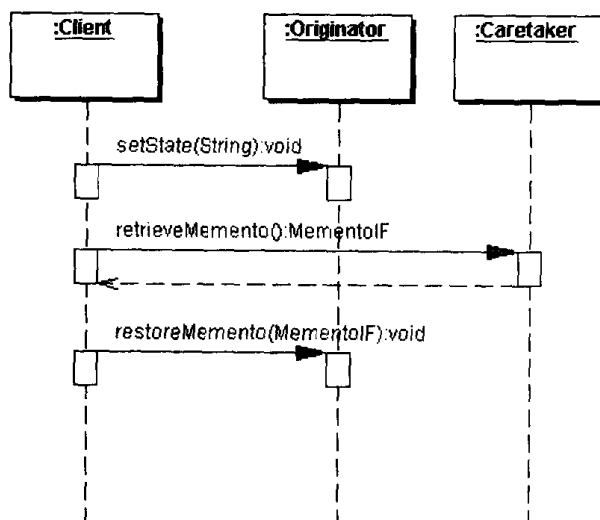 :Client
:Originator
:Caretaker
setState(String):void
retrieveMemento():MementoIF
restoreMemento(MementoIF):void